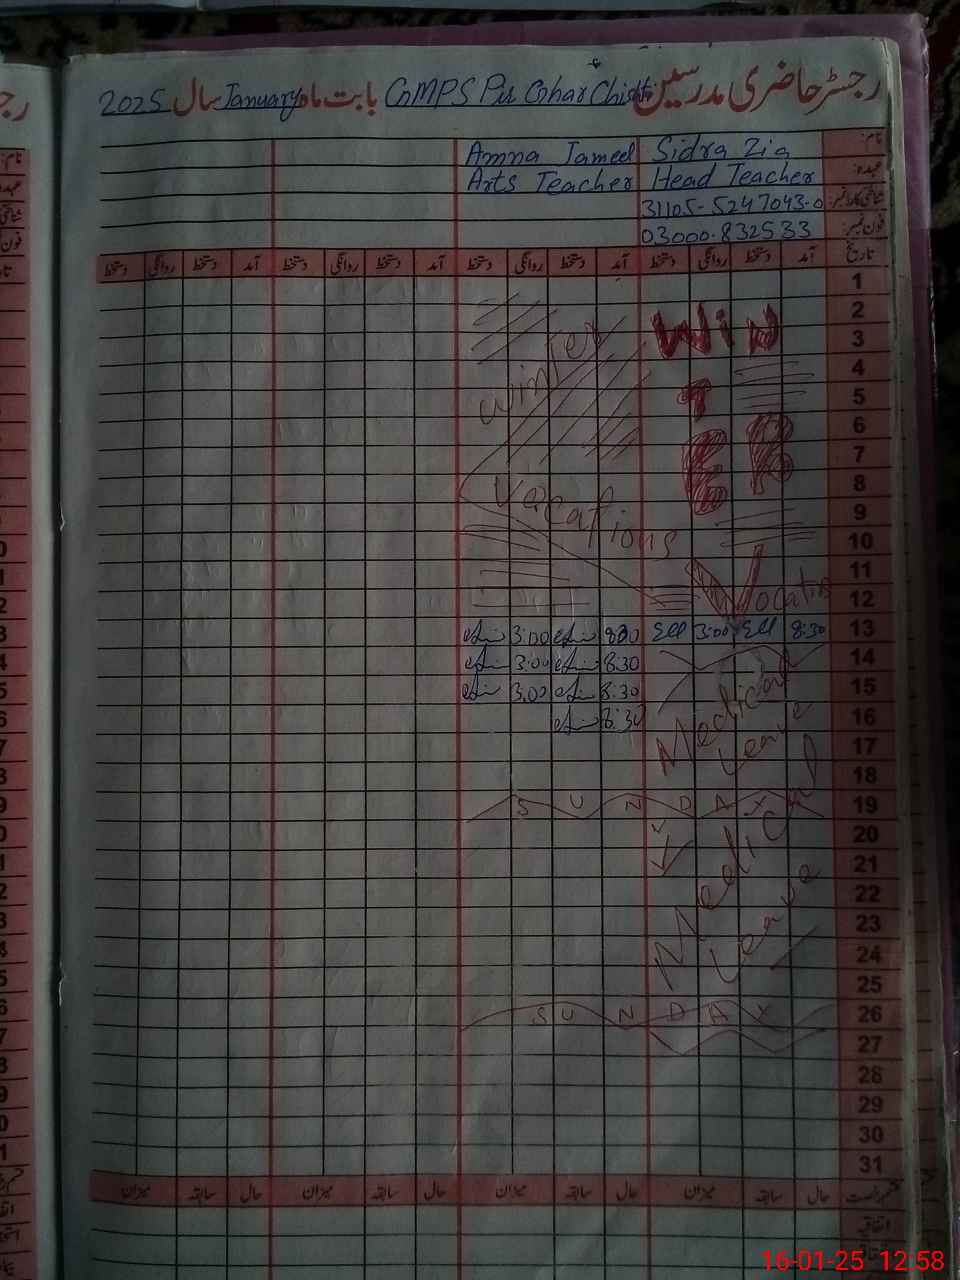 رجسٹر حاضری مدرسین GMPS Pir Ghar Chishti بابت ماہ January سال 2025
نام: Sidra Zia Amna Jameel
عہدہ: Head Teacher Arts Teacher
شناختی کارڈ نمبر: 31105-5247043-0
فون نمبر: 03000-832533
تاریخ آمد دستخط روانگی دستخط آمد دستخط روانگی دستخط آمد دستخط روانگی دستخط آمد دستخط روانگی دستخط
1
2 WiN
3 Winter
4
5 T
6
7 ER
8 Vacations
9
10
11
12 Vocation
13 8:30 3:00 8:30 3:00
14 8:30 3:00
15 Medical 8:30 3:00
16 Leave 8:30
17
18
19 SUNDAY
20
21 Medical
22
23 Leave
24
25
26 SUNDAY
27
28
29
30
31
حال سابقہ میزان حال سابقہ میزان حال سابقہ میزان حال سابقہ میزان
اتفاقیہ
16-01-25 12:58